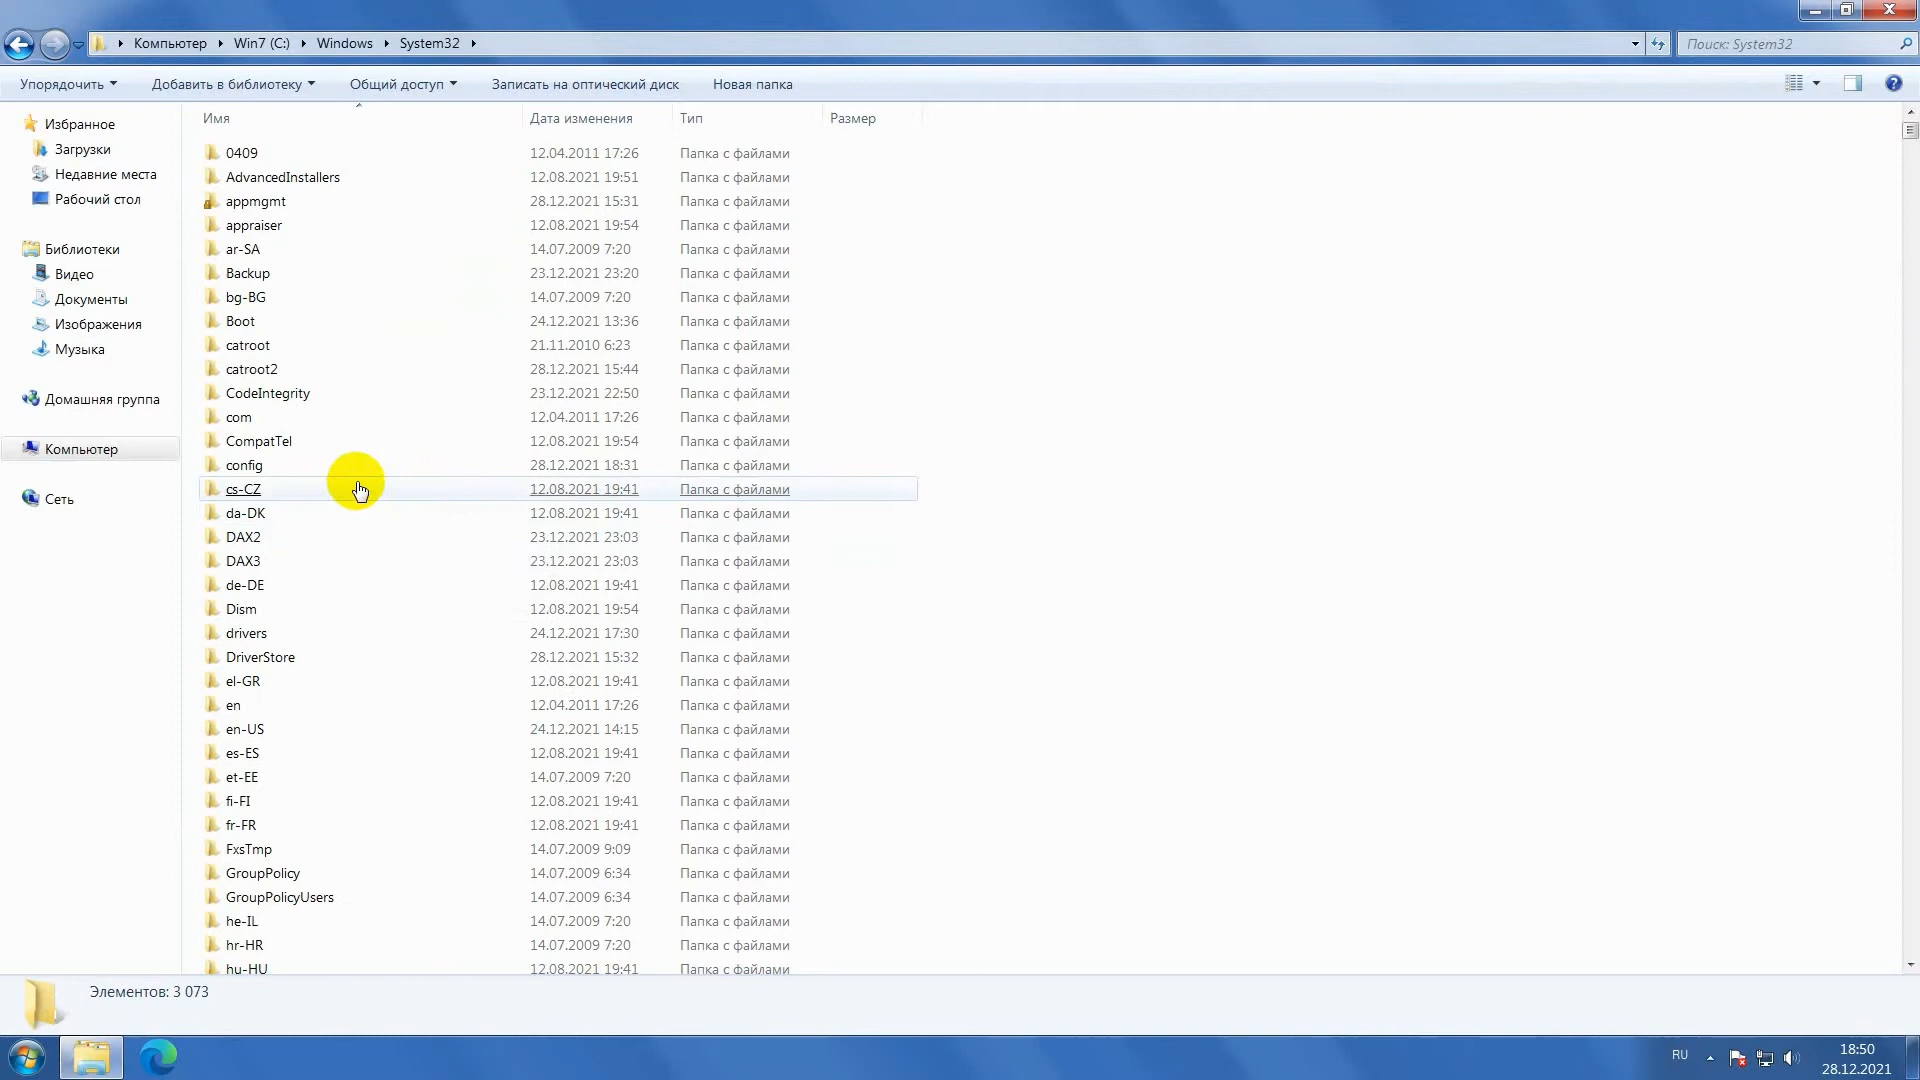 Компьютер Win7 (C:) Windows System32
Поиск: System32
Упорядочить Добавить в библиотеку Общий доступ Записать на оптический диск Новая папка
Избранное
Загрузки
Недавние места
Рабочий стол
Библиотеки
Видео
Документы
Изображения
Музыка
Домашняя группа
Компьютер
Сеть
Имя Дата изменения Тип Размер
0409 12.04.2011 17:26 Папка с файлами
AdvancedInstallers 12.08.2021 19:51 Папка с файлами
appmgmt 28.12.2021 15:31 Папка с файлами
appraiser 12.08.2021 19:54 Папка с файлами
ar-SA 14.07.2009 7:20 Папка с файлами
Backup 23.12.2021 23:20 Папка с файлами
bg-BG 14.07.2009 7:20 Папка с файлами
Boot 24.12.2021 13:36 Папка с файлами
catroot 21.11.2010 6:23 Папка с файлами
catroot2 28.12.2021 15:44 Папка с файлами
CodeIntegrity 23.12.2021 22:50 Папка с файлами
com 12.04.2011 17:26 Папка с файлами
CompatTel 12.08.2021 19:54 Папка с файлами
config 28.12.2021 18:31 Папка с файлами
cs-CZ 12.08.2021 19:41 Папка с файлами
da-DK 12.08.2021 19:41 Папка с файлами
DAX2 23.12.2021 23:03 Папка с файлами
DAX3 23.12.2021 23:03 Папка с файлами
de-DE 12.08.2021 19:41 Папка с файлами
Dism 12.08.2021 19:54 Папка с файлами
drivers 24.12.2021 17:30 Папка с файлами
DriverStore 28.12.2021 15:32 Папка с файлами
el-GR 12.08.2021 19:41 Папка с файлами
en 12.04.2011 17:26 Папка с файлами
en-US 24.12.2021 14:15 Папка с файлами
es-ES 12.08.2021 19:41 Папка с файлами
et-EE 14.07.2009 7:20 Папка с файлами
fi-FI 12.08.2021 19:41 Папка с файлами
fr-FR 12.08.2021 19:41 Папка с файлами
FxsTmp 14.07.2009 9:09 Папка с файлами
GroupPolicy 14.07.2009 6:34 Папка с файлами
GroupPolicyUsers 14.07.2009 6:34 Папка с файлами
he-IL 14.07.2009 7:20 Папка с файлами
hr-HR 14.07.2009 7:20 Папка с файлами
hu-HU 12.08.2021 19:41 Папка с файлами
Элементов: 3 073
RU
18:50
28.12.2021